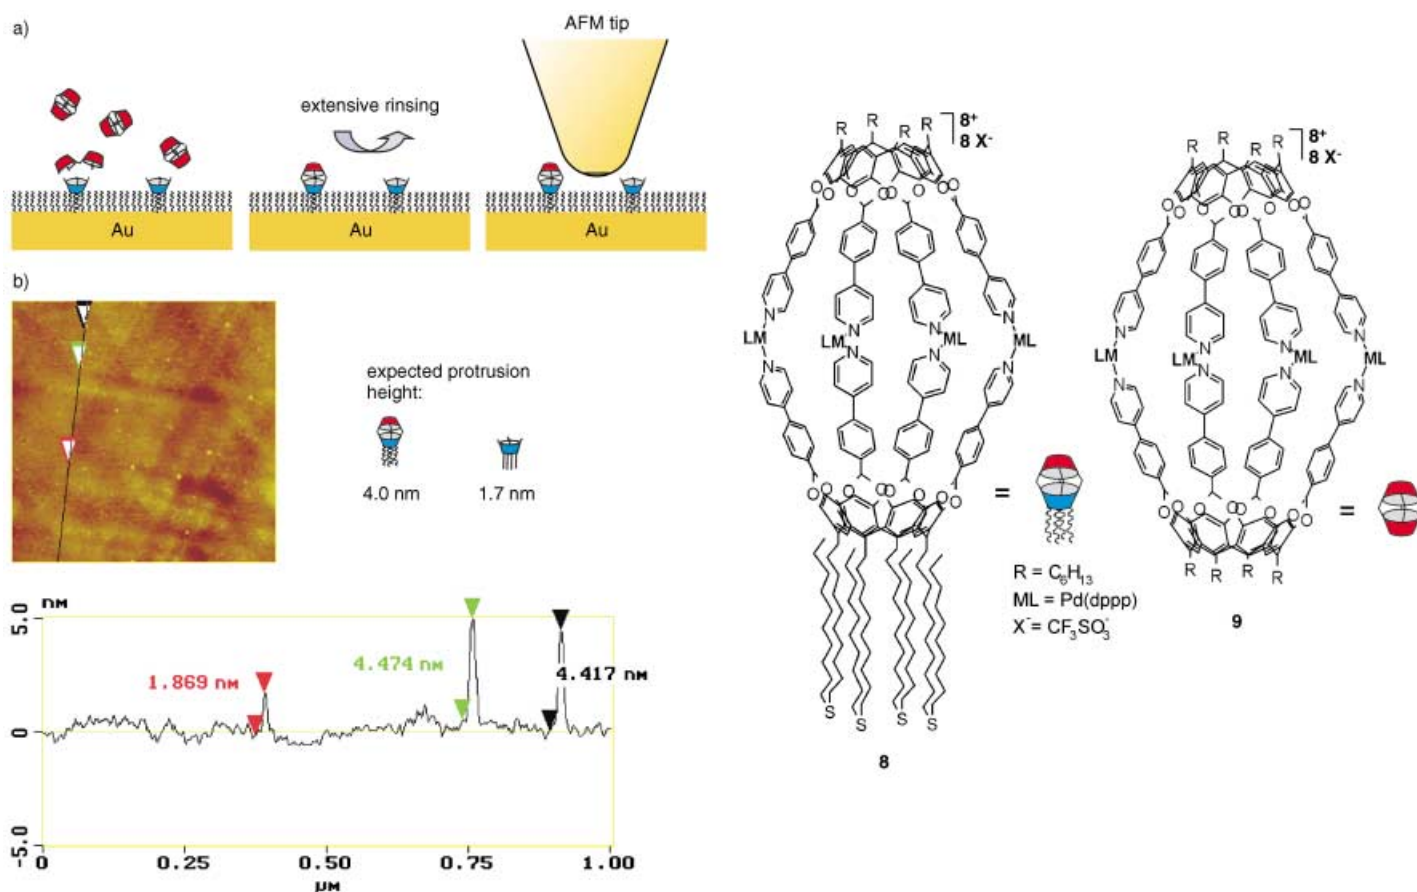 a)
AFM tip
extensive rinsing
Au
Au
Au
b)
expected protrusion
height:
4.0 nm
1.7 nm
nm
5.0
0
-5.0
1.869 nm
4.474 nm
4.417 nm
0
0.25
0.50
0.75
1.00
μm
R
R
R
R
8+
8 X-
O
O
O
O
O
O
N
N
N
N
LM
LM
ML
ML
N
N
N
N
O
O
O
O
O
O
S
S
S
S
8
=
R = C6H13
ML = Pd(dppp)
X- = CF3SO3-
R
R
R
R
8+
8 X-
O
O
O
O
O
O
N
N
N
N
LM
LM
ML
ML
N
N
N
N
O
O
O
O
O
O
R
R
R
R
9
=